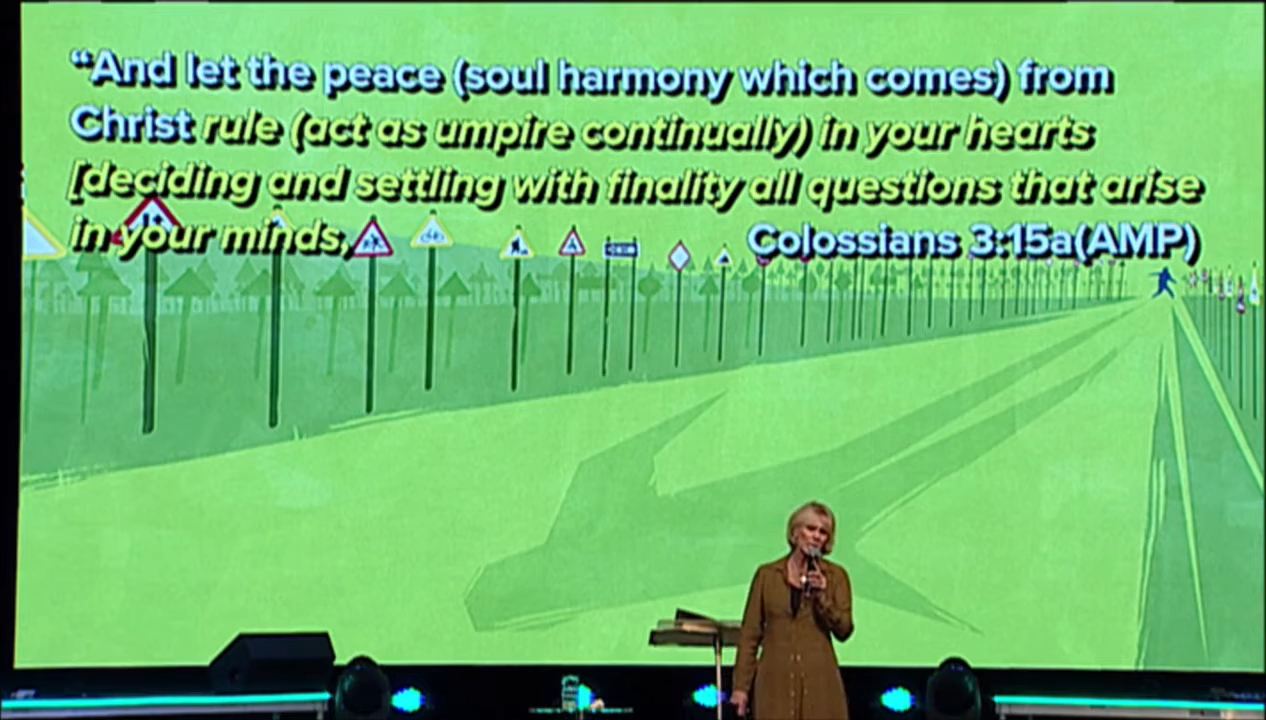 “And let the peace (soul harmony which comes) from
Christ rule (act as umpire continually) in your hearts
[deciding and settling with finality all questions that arise
in your minds, Colossians 3:15a(AMP)